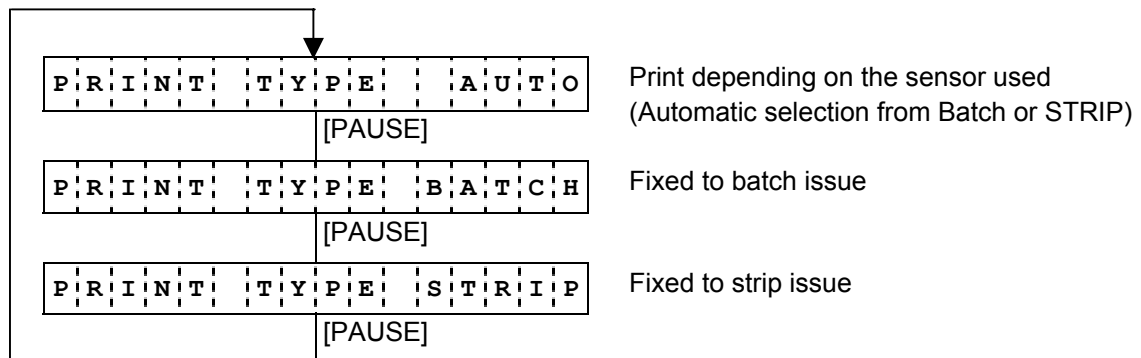 PRINT TYPE  AUTO
Print depending on the sensor used
(Automatic selection from Batch or STRIP)
[PAUSE]
PRINT TYPE BATCH
Fixed to batch issue
[PAUSE]
PRINT TYPE STRIP
Fixed to strip issue
[PAUSE]